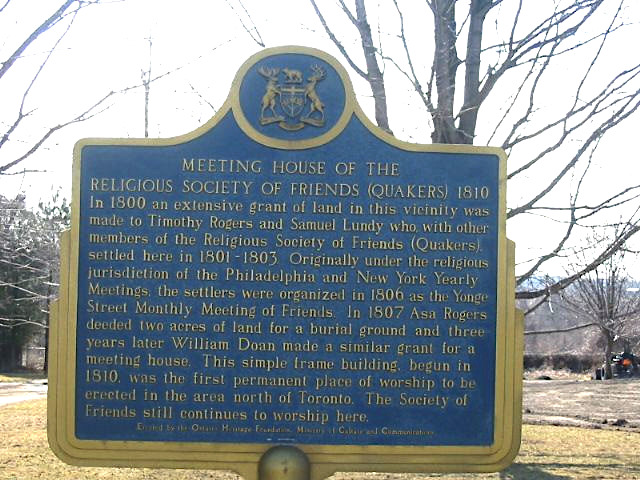 MEETING HOUSE OF THE
RELIGIOUS SOCIETY OF FRIENDS (QUAKERS) 1810
In 1800 an extensive grant of land in this vicinity was
made to Timothy Rogers and Samuel Lundy who, with other
members of the Religious Society of Friends (Quakers),
settled here in 1801-1803. Originally under the religious
jurisdiction of the Philadelphia and New York Yearly
Meetings, the settlers were organized in 1806 as the Yonge
Street Monthly Meeting of Friends. In 1807 Asa Rogers
deeded two acres of land for a burial ground and three
years later William Doan made a similar grant for a
meeting house. This simple frame building, begun in
1810, was the first permanent place of worship to be
erected in the area north of Toronto. The Society of
Friends still continues to worship here.
Erected by the Ontario Heritage Foundation, Ministry of Culture and Communications